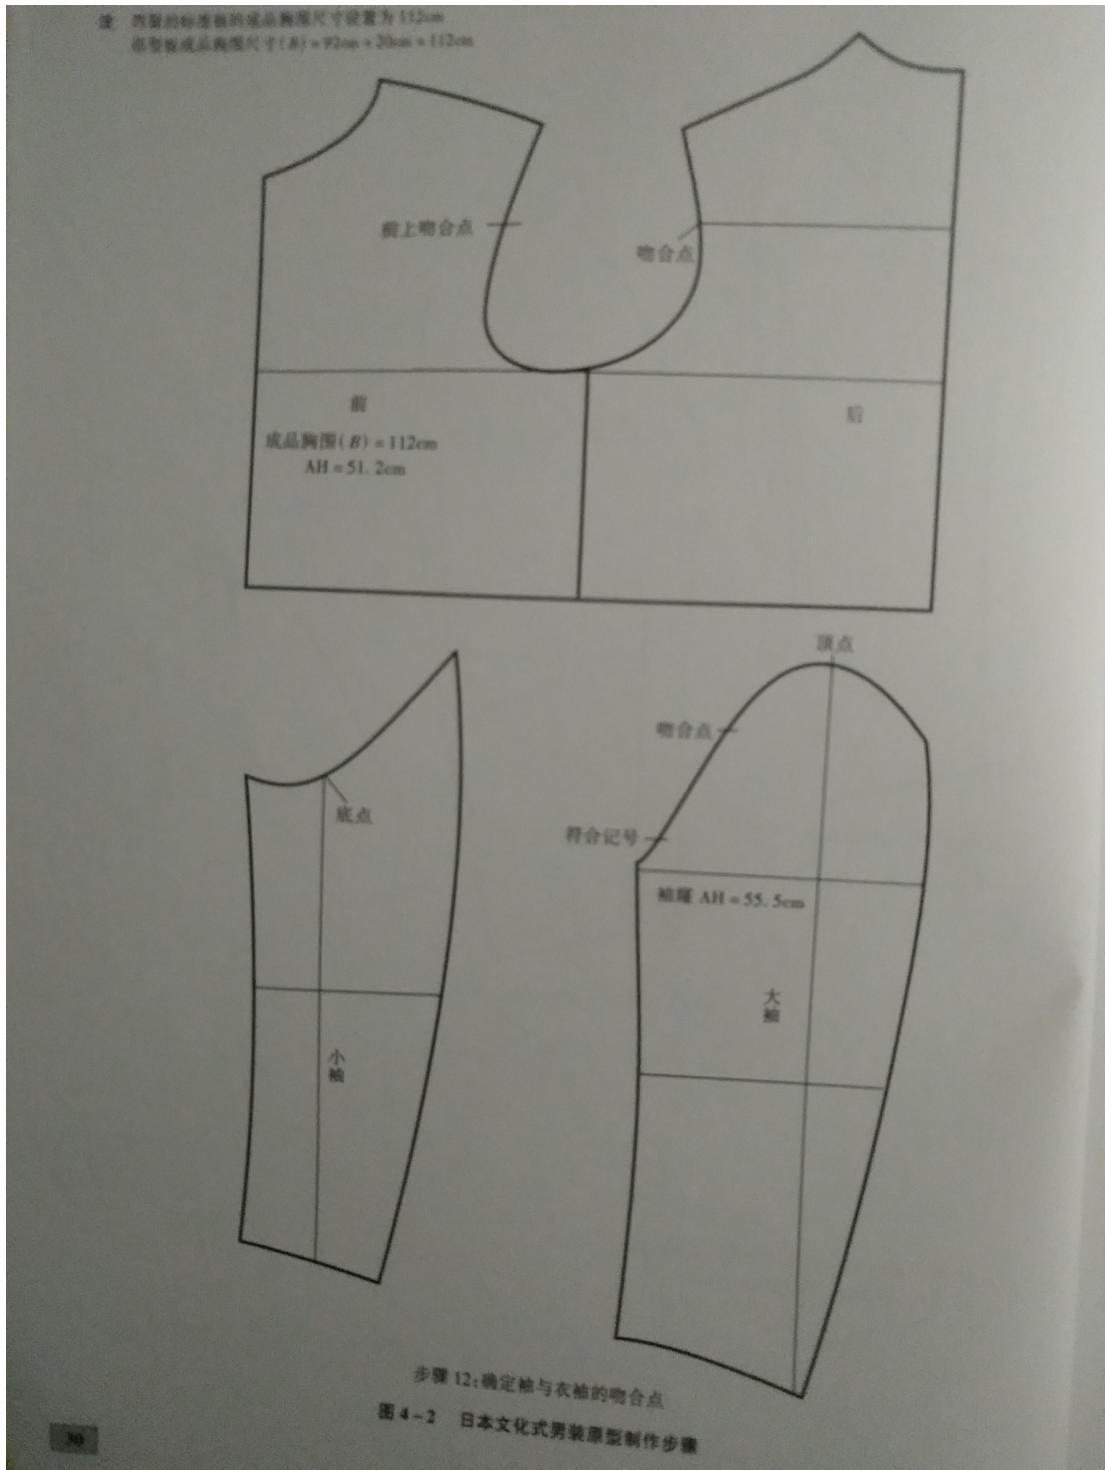 注 原型的标准板的成品胸围尺寸设置为112cm
原型板成品胸围尺寸(B)=92cm+20cm=112cm
前上吻合点
吻合点
前
后
成品胸围(B)=112cm
AH=51.2cm
顶点
吻合点
底点
符合记号
袖窿 AH=55.5cm
大袖
小袖
步骤12:确定袖与衣袖的吻合点
图4-2 日本文化式男装原型制作步骤
30